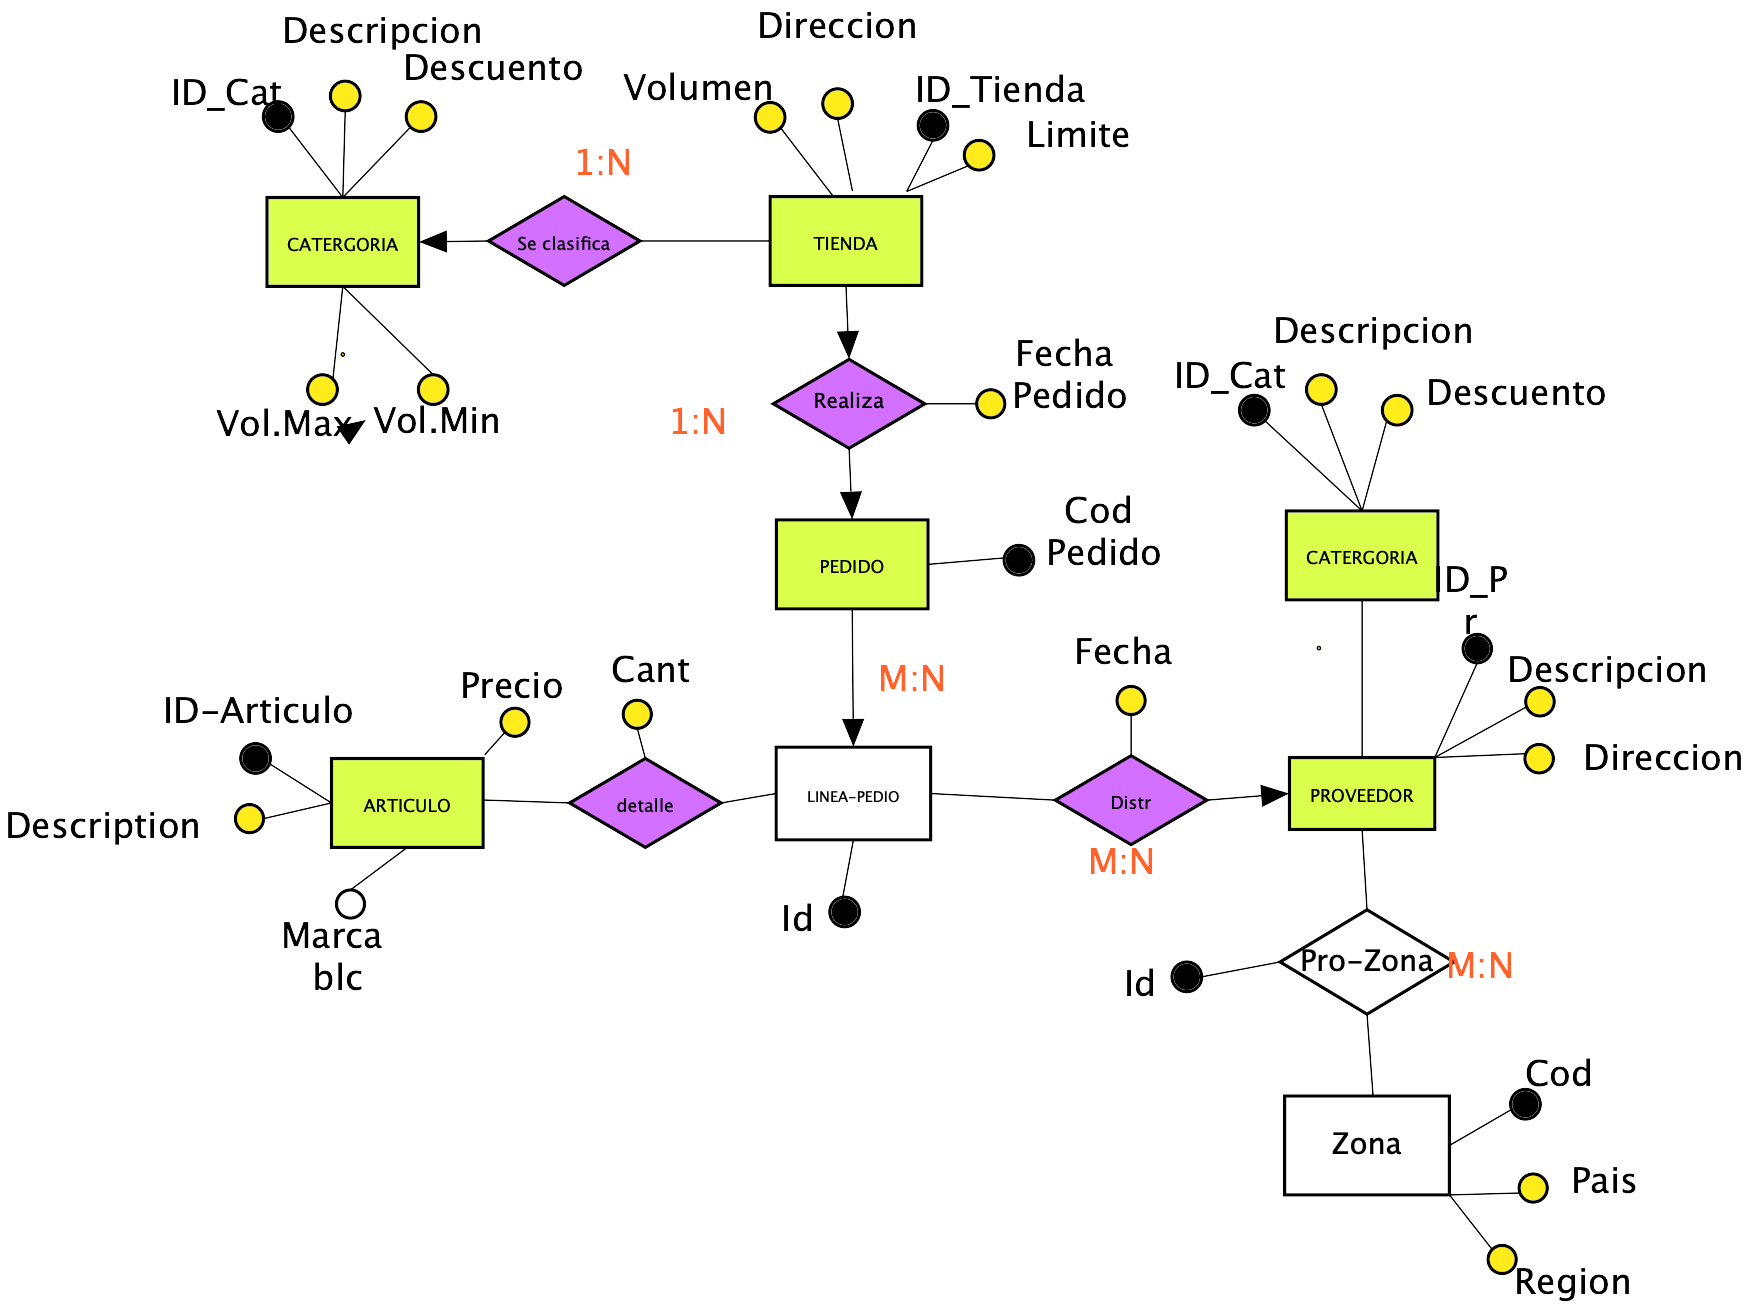 Descripcion
Direccion
ID_Cat
Descuento
Volumen
ID_Tienda
Limite
1:N
CATERGORIA
Se clasifica
TIENDA
Vol.Max
Vol.Min
Realiza
Fecha
Pedido
1:N
Descripcion
ID_Cat
Descuento
PEDIDO
Cod
Pedido
CATERGORIA
ID_P
r
Descripcion
Direccion
ID-Articulo
Precio
Cant
M:N
Fecha
Description
ARTICULO
detalle
LINEA-PEDIO
Distr
PROVEEDOR
M:N
Marca
blc
Id
Id
Pro-Zona
M:N
Cod
Zona
Pais
Region